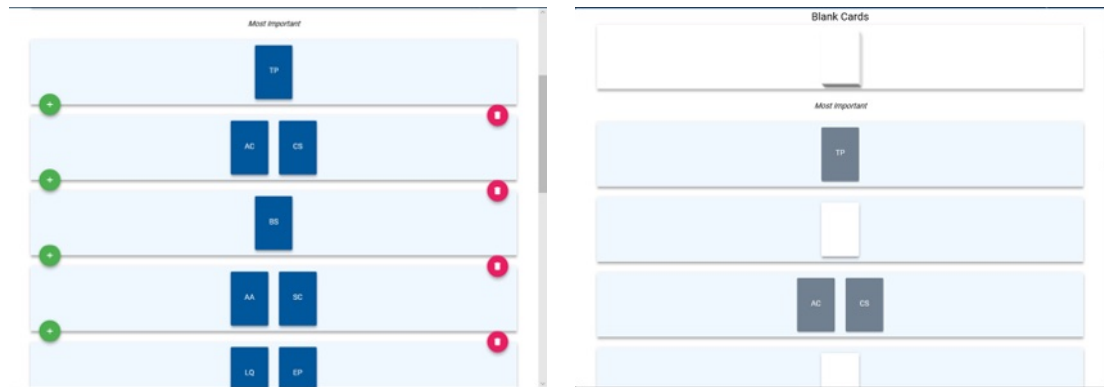 Most Important
TP
AC CS
BS
AA SC
LQ EP
Blank Cards
Most Important
TP
AC CS